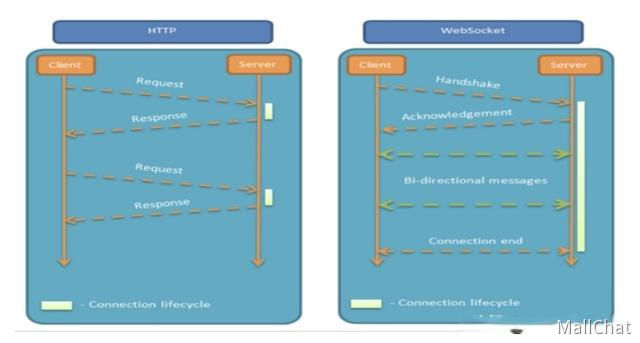 HTTP
Client
Server
Request
Response
Request
Response
- Connection lifecycle
WebSocket
Client
Server
Handshake
Acknowledgement
Bi-directional messages
Connection end
- Connection lifecycle
MallChat